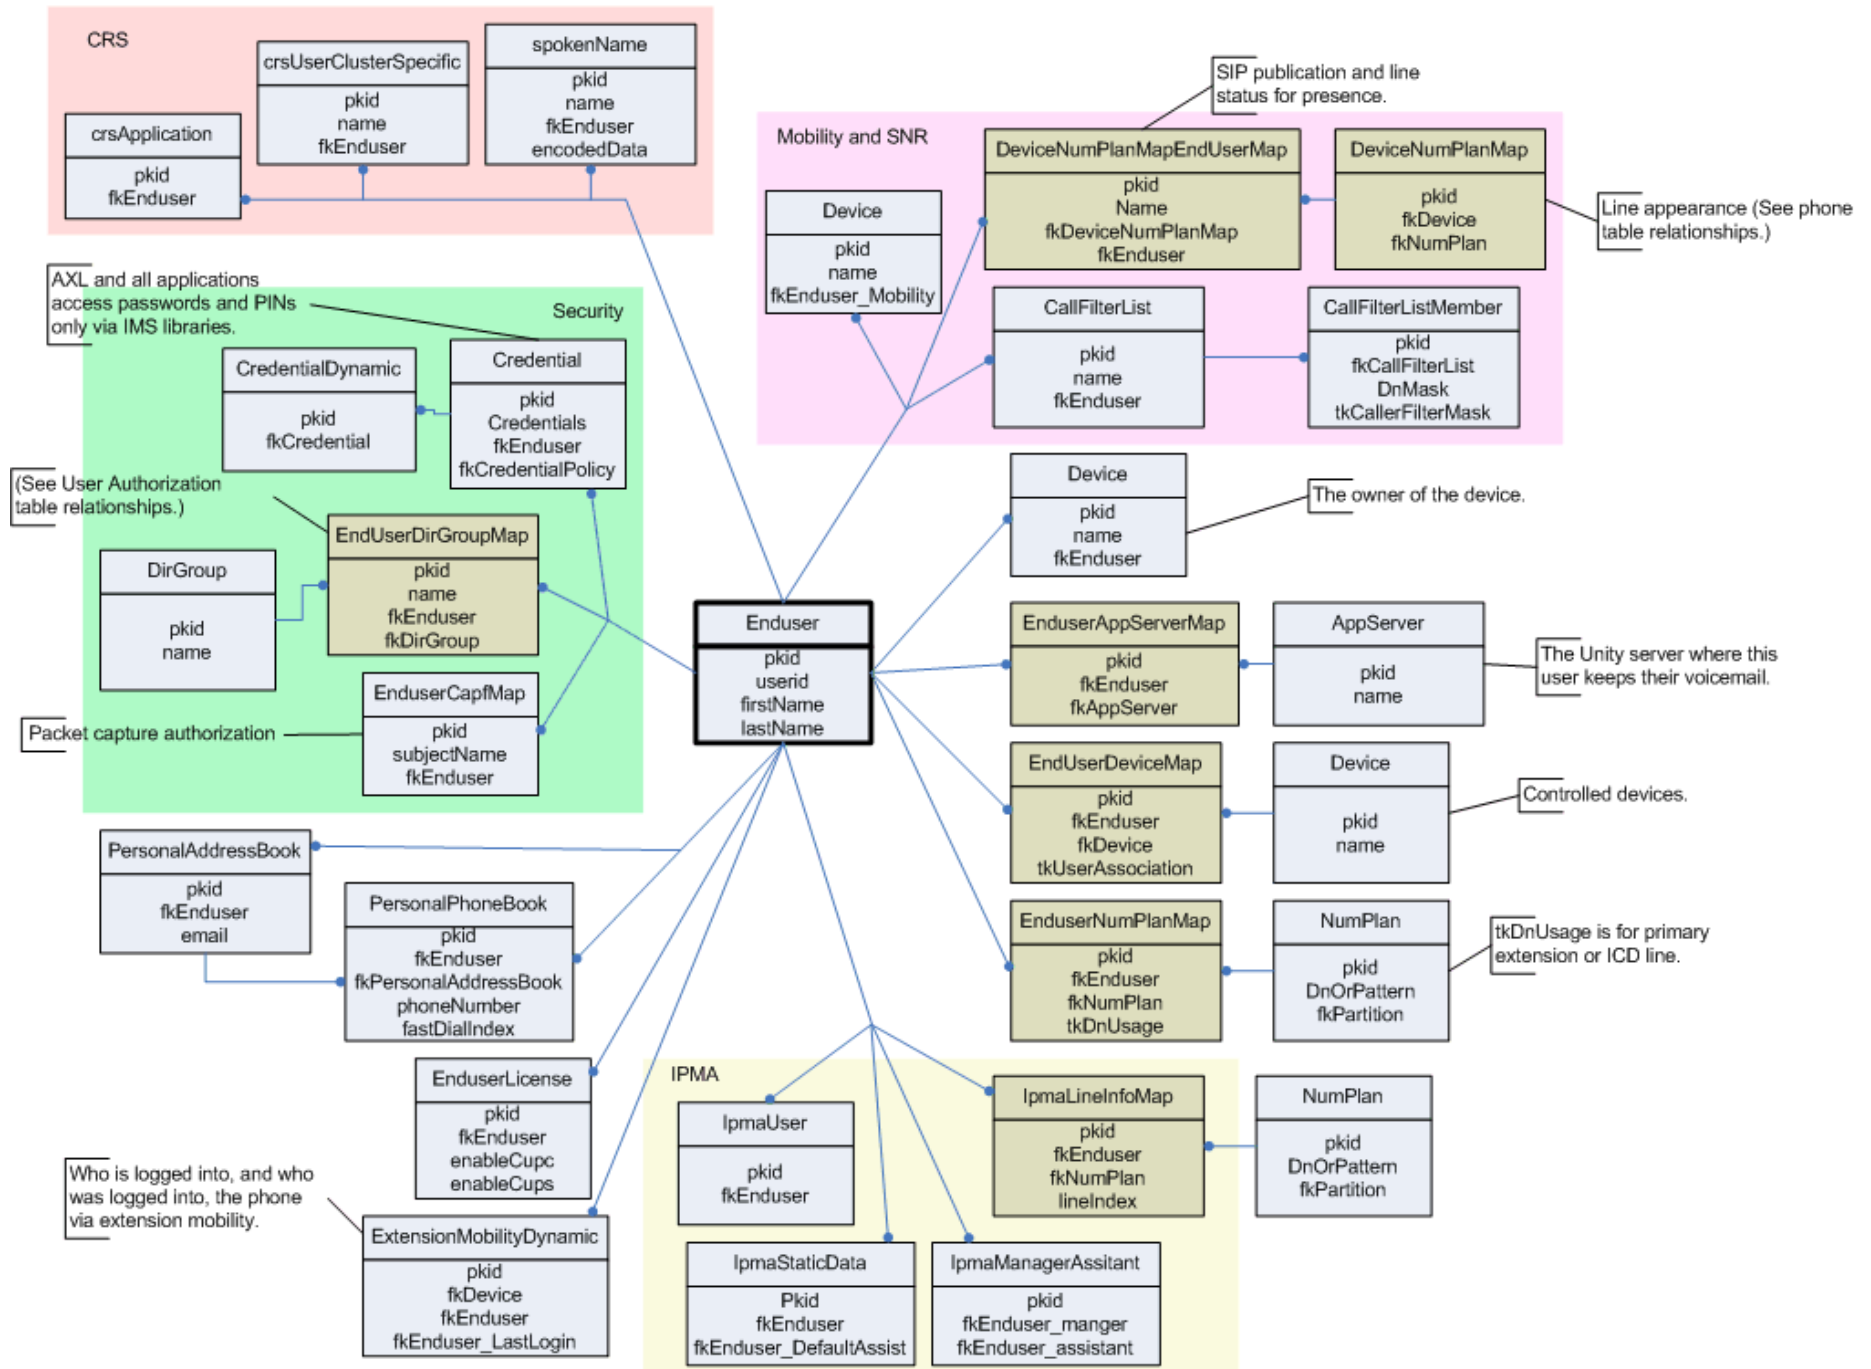 CRS
crsApplication
pkid
fkEnduser
crsUserClusterSpecific
pkid
name
fkEnduser
spokenName
pkid
name
fkEnduser
encodedData
SIP publication and line
status for presence.
Mobility and SNR
Device
pkid
name
fkEnduser_Mobility
DeviceNumPlanMapEndUserMap
pkid
Name
fkDeviceNumPlanMap
fkEnduser
DeviceNumPlanMap
pkid
fkDevice
fkNumPlan
Line appearance (See phone
table relationships.)
CallFilterList
pkid
name
fkEnduser
CallFilterListMember
pkid
fkCallFilterList
DnMask
tkCallerFilterMask
AXL and all applications
access passwords and PINs
only via IMS libraries.
Security
CredentialDynamic
pkid
fkCredential
Credential
pkid
Credentials
fkEnduser
fkCredentialPolicy
(See User Authorization
table relationships.)
DirGroup
pkid
name
EndUserDirGroupMap
pkid
name
fkEnduser
fkDirGroup
EnduserCapfMap
pkid
subjectName
fkEnduser
Packet capture authorization
Enduser
pkid
userid
firstName
lastName
Device
pkid
name
fkEnduser
The owner of the device.
EnduserAppServerMap
pkid
fkEnduser
fkAppServer
AppServer
pkid
name
The Unity server where this
user keeps their voicemail.
EndUserDeviceMap
pkid
fkEnduser
fkDevice
tkUserAssociation
Device
pkid
name
Controlled devices.
EnduserNumPlanMap
pkid
fkEnduser
fkNumPlan
tkDnUsage
NumPlan
pkid
DnOrPattern
fkPartition
tkDnUsage is for primary
extension or ICD line.
PersonalAddressBook
pkid
fkEnduser
email
PersonalPhoneBook
pkid
fkEnduser
fkPersonalAddressBook
phoneNumber
fastDialIndex
EnduserLicense
pkid
fkEnduser
enableCupc
enableCups
Who is logged into, and who
was logged into, the phone
via extension mobility.
ExtensionMobilityDynamic
pkid
fkDevice
fkEnduser
fkEnduser_LastLogin
IPMA
IpmaUser
pkid
fkEnduser
IpmaLineInfoMap
pkid
fkEnduser
fkNumPlan
lineIndex
NumPlan
pkid
DnOrPattern
fkPartition
IpmaStaticData
Pkid
fkEnduser
fkEnduser_DefaultAssist
IpmaManagerAssitant
pkid
fkEnduser_manger
fkEnduser_assistant